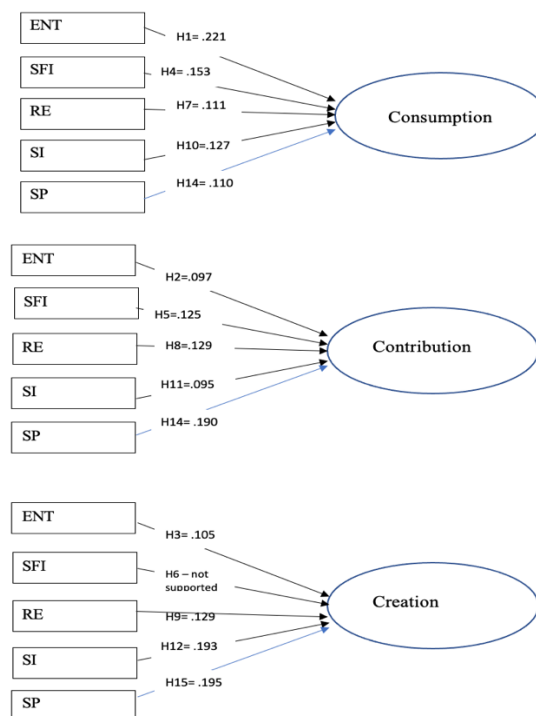 ENT
H1= .221
SFI
H4= .153
RE
H7= .111
Consumption
SI
H10=.127
SP
H14= .110
ENT
H2=.097
SFI
H5=.125
RE
H8=.129
Contribution
SI
H11=.095
SP
H14= .190
ENT
H3= .105
SFI
H6 – not
supported
RE
H9= .129
Creation
SI
H12= .193
SP
H15= .195